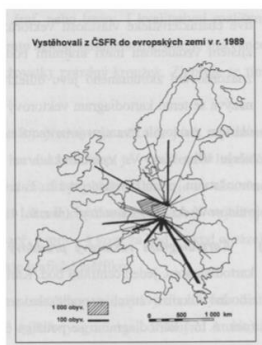 Vystěhovalí z ČSFR do evropských zemí v r. 1989
1 000 obyv.
100 obyv.
0 500 1 000 km